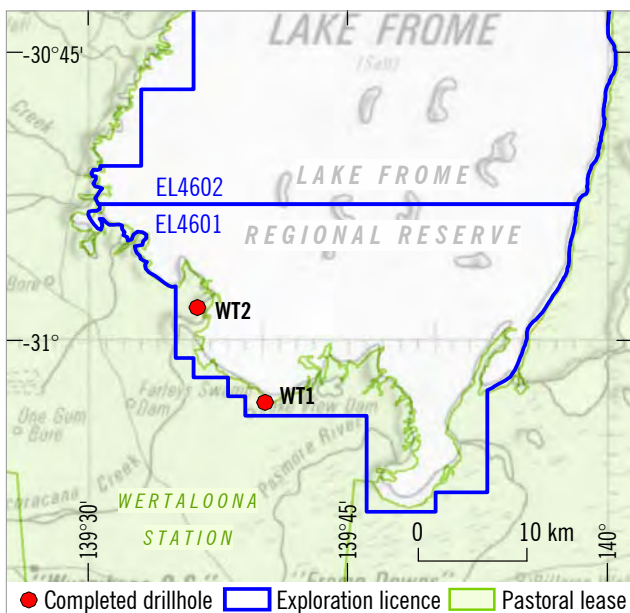 LAKE FROME
(Salt)
-30°45'
Creek
EL4602
LAKE FROME
EL4601
REGIONAL RESERVE
Bore
WT2
-31°
WT1
Dam
One Gum
Bore
Pasmore River
Creek
WERTALOONA
STATION
139°30'
139°45'
140°
0
10 km
Completed drillhole
Exploration licence
Pastoral lease